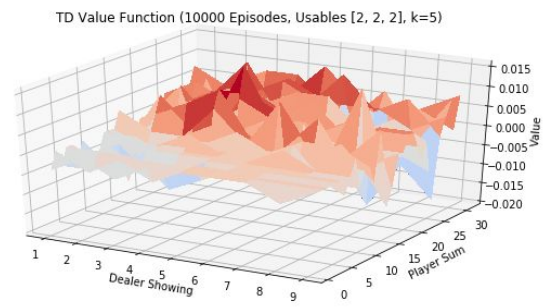 TD Value Function (10000 Episodes, Usables [2, 2, 2], k=5)
0.015
0.010
0.005
0.000
−0.005
−0.010
−0.015
−0.020
Value
1 2 3 4 5 6 7 8 9
Dealer Showing
0 5 10 15 20 25 30
Player Sum